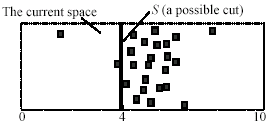 The current space
S (a possible cut)
0 4 10